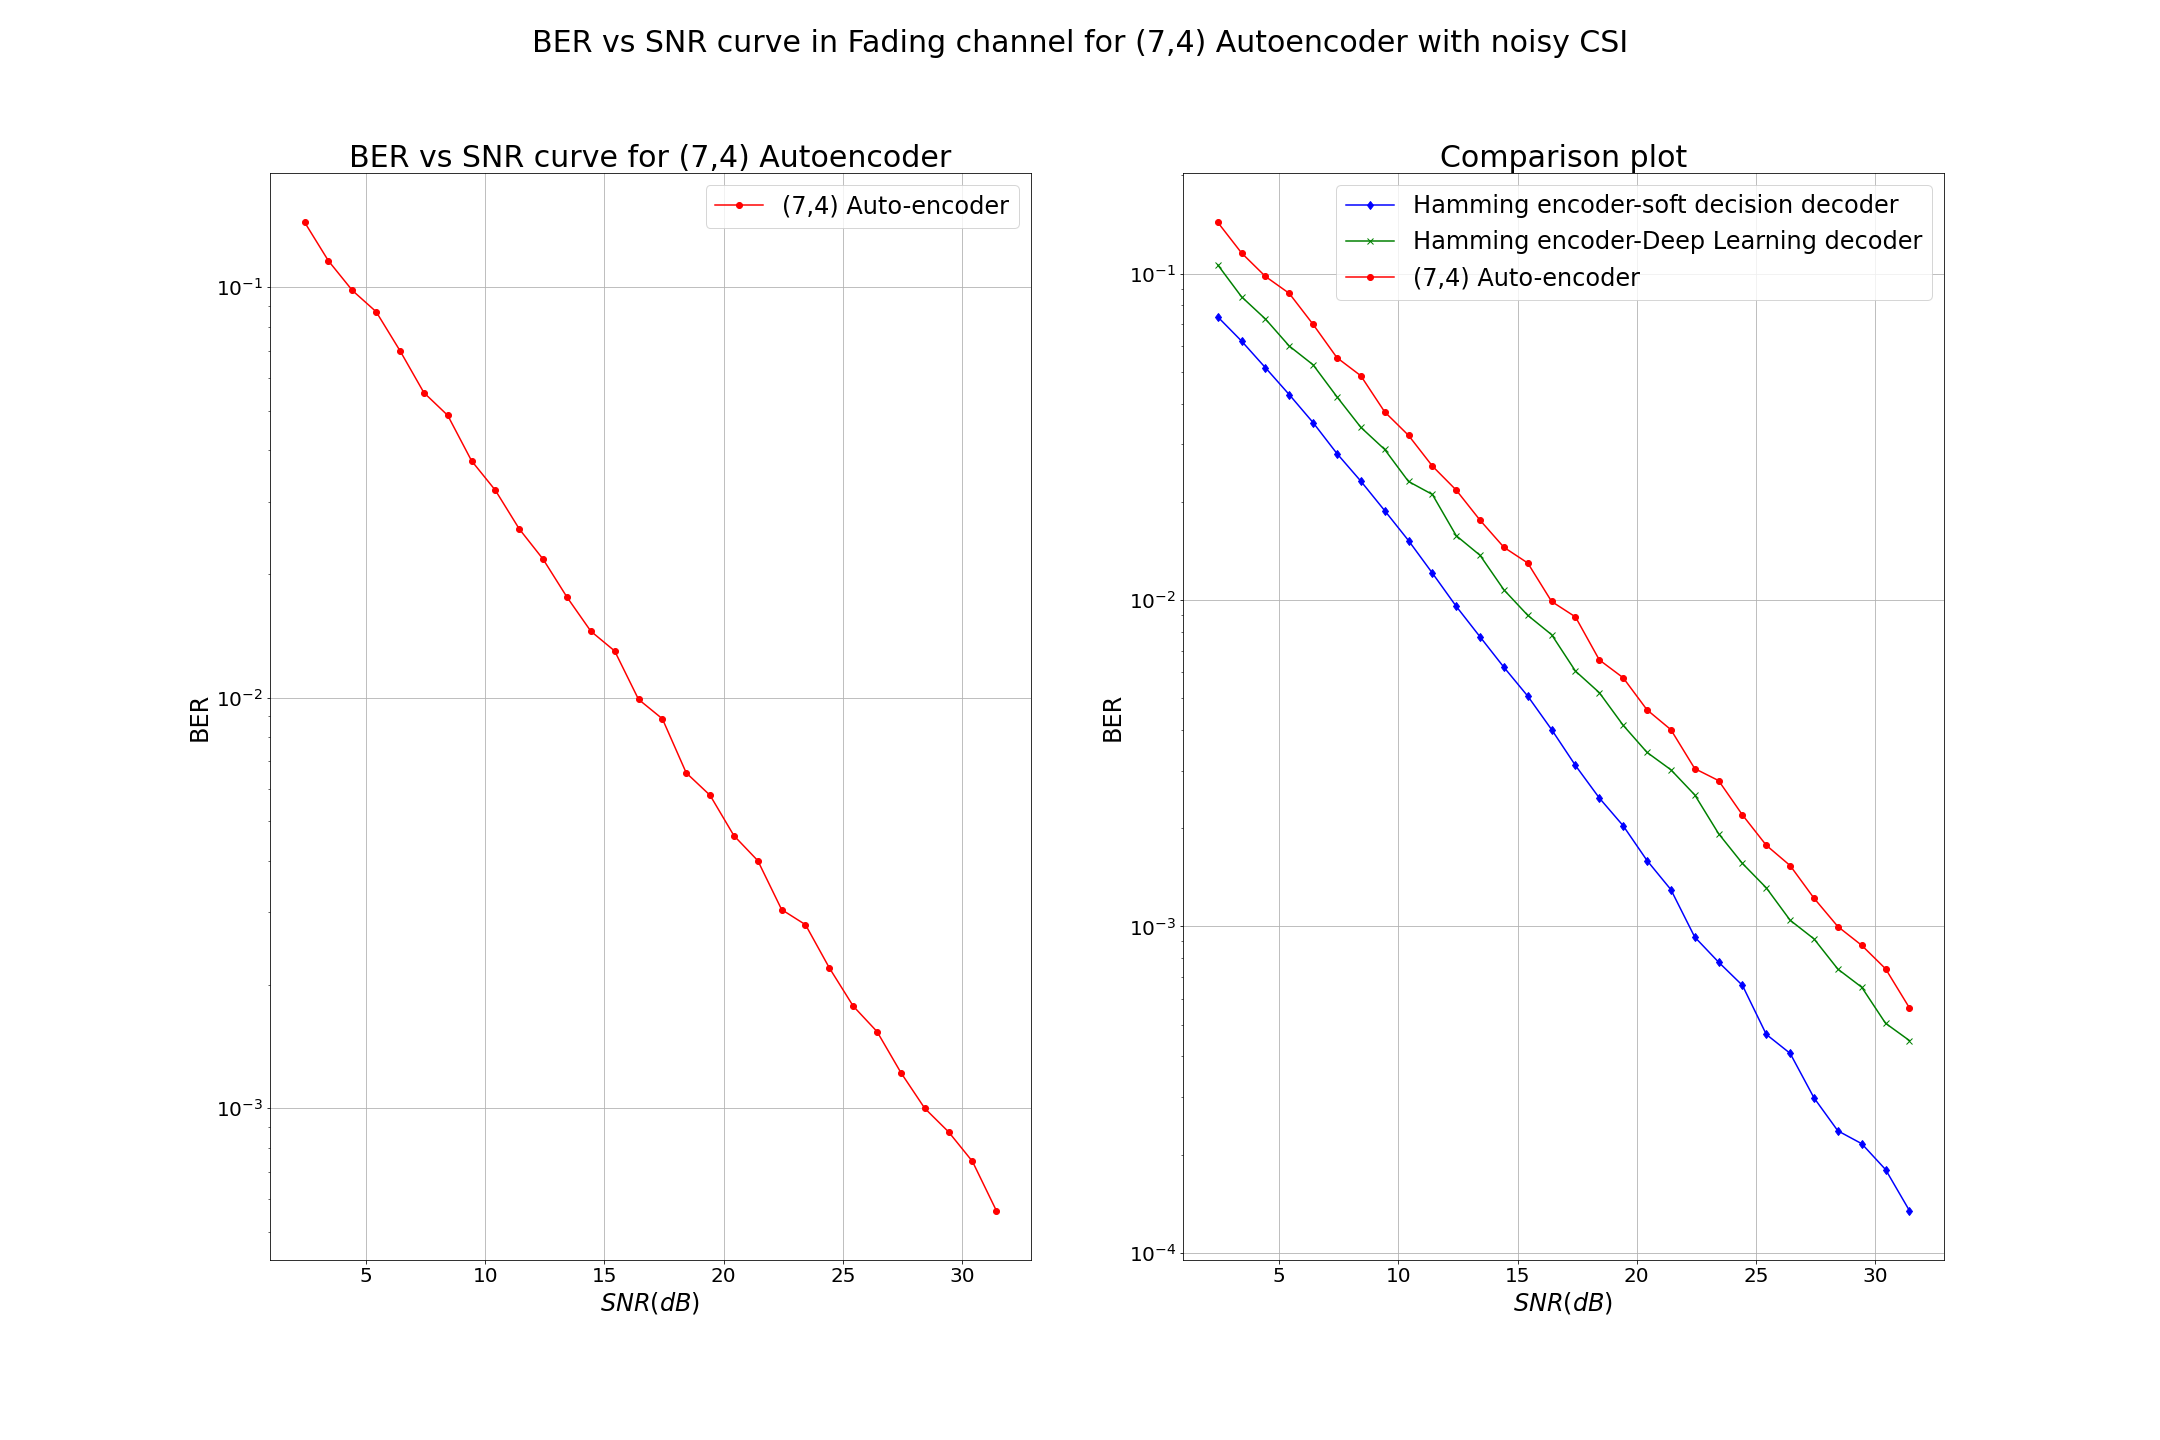 BER vs SNR curve in Fading channel for (7,4) Autoencoder with noisy CSI
BER vs SNR curve for (7,4) Autoencoder
(7,4) Auto-encoder
10⁻¹
10⁻²
10⁻³
BER
5 10 15 20 25 30
SNR(dB)
Comparison plot
Hamming encoder-soft decision decoder
Hamming encoder-Deep Learning decoder
(7,4) Auto-encoder
10⁻¹
10⁻²
10⁻³
10⁻⁴
BER
5 10 15 20 25 30
SNR(dB)